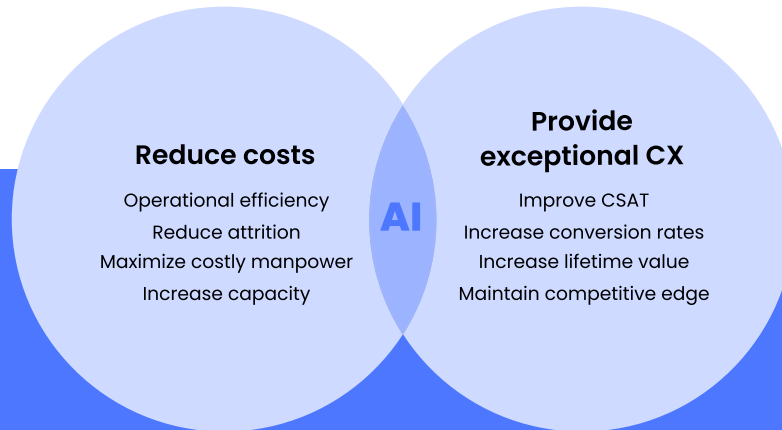 Reduce costs
Operational efficiency
Reduce attrition
Maximize costly manpower
Increase capacity
AI
Provide
exceptional CX
Improve CSAT
Increase conversion rates
Increase lifetime value
Maintain competitive edge